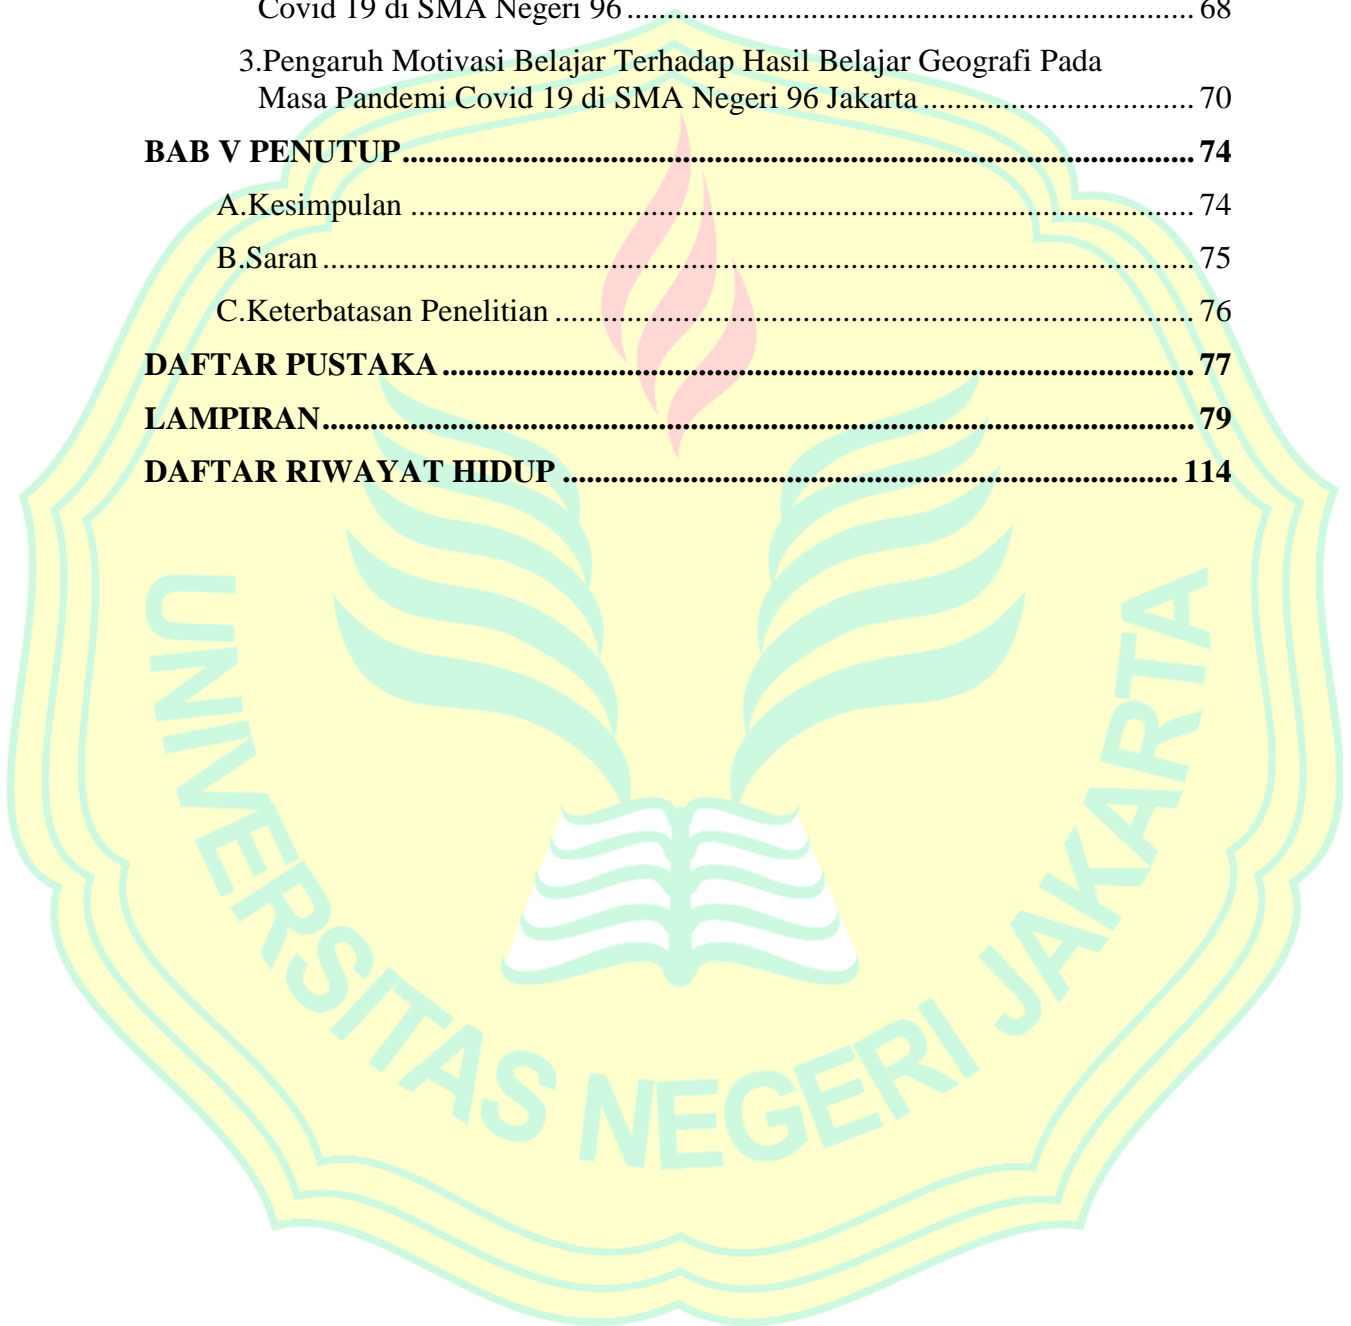 Covid 19 di SMA Negeri 96 ........................................................................ 68
3.Pengaruh Motivasi Belajar Terhadap Hasil Belajar Geografi Pada
Masa Pandemi Covid 19 di SMA Negeri 96 Jakarta ................................... 70
BAB V PENUTUP.................................................................................................... 74
A.Kesimpulan .................................................................................................... 74
B.Saran ............................................................................................................... 75
C.Keterbatasan Penelitian .................................................................................. 76
DAFTAR PUSTAKA ............................................................................................... 77
LAMPIRAN.............................................................................................................. 79
DAFTAR RIWAYAT HIDUP .............................................................................. 114
UNIVERSITAS NEGERI JAKARTA